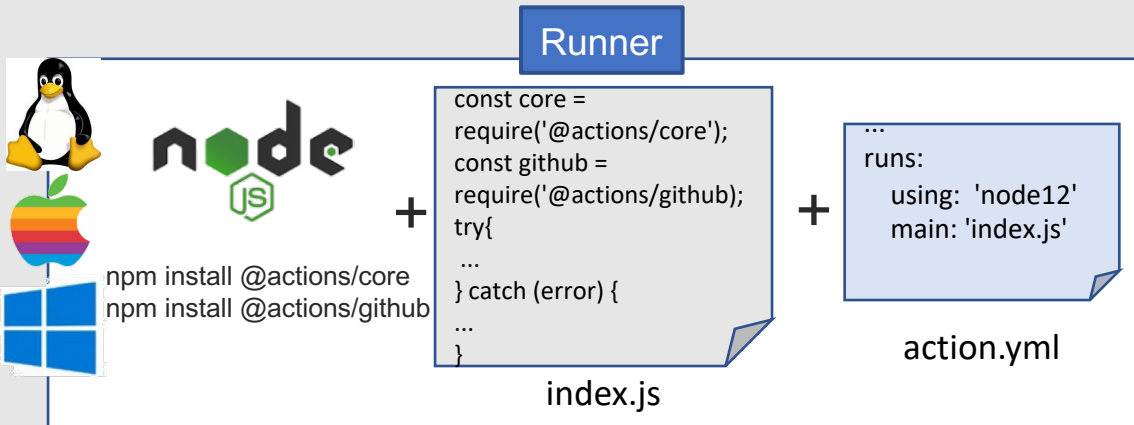 Runner
node
JS
npm install @actions/core
npm install @actions/github
+
const core =
require('@actions/core');
const github =
require('@actions/github);
try{
...
} catch (error) {
...
}
index.js
+
...
runs:
using: 'node12'
main: 'index.js'
action.yml